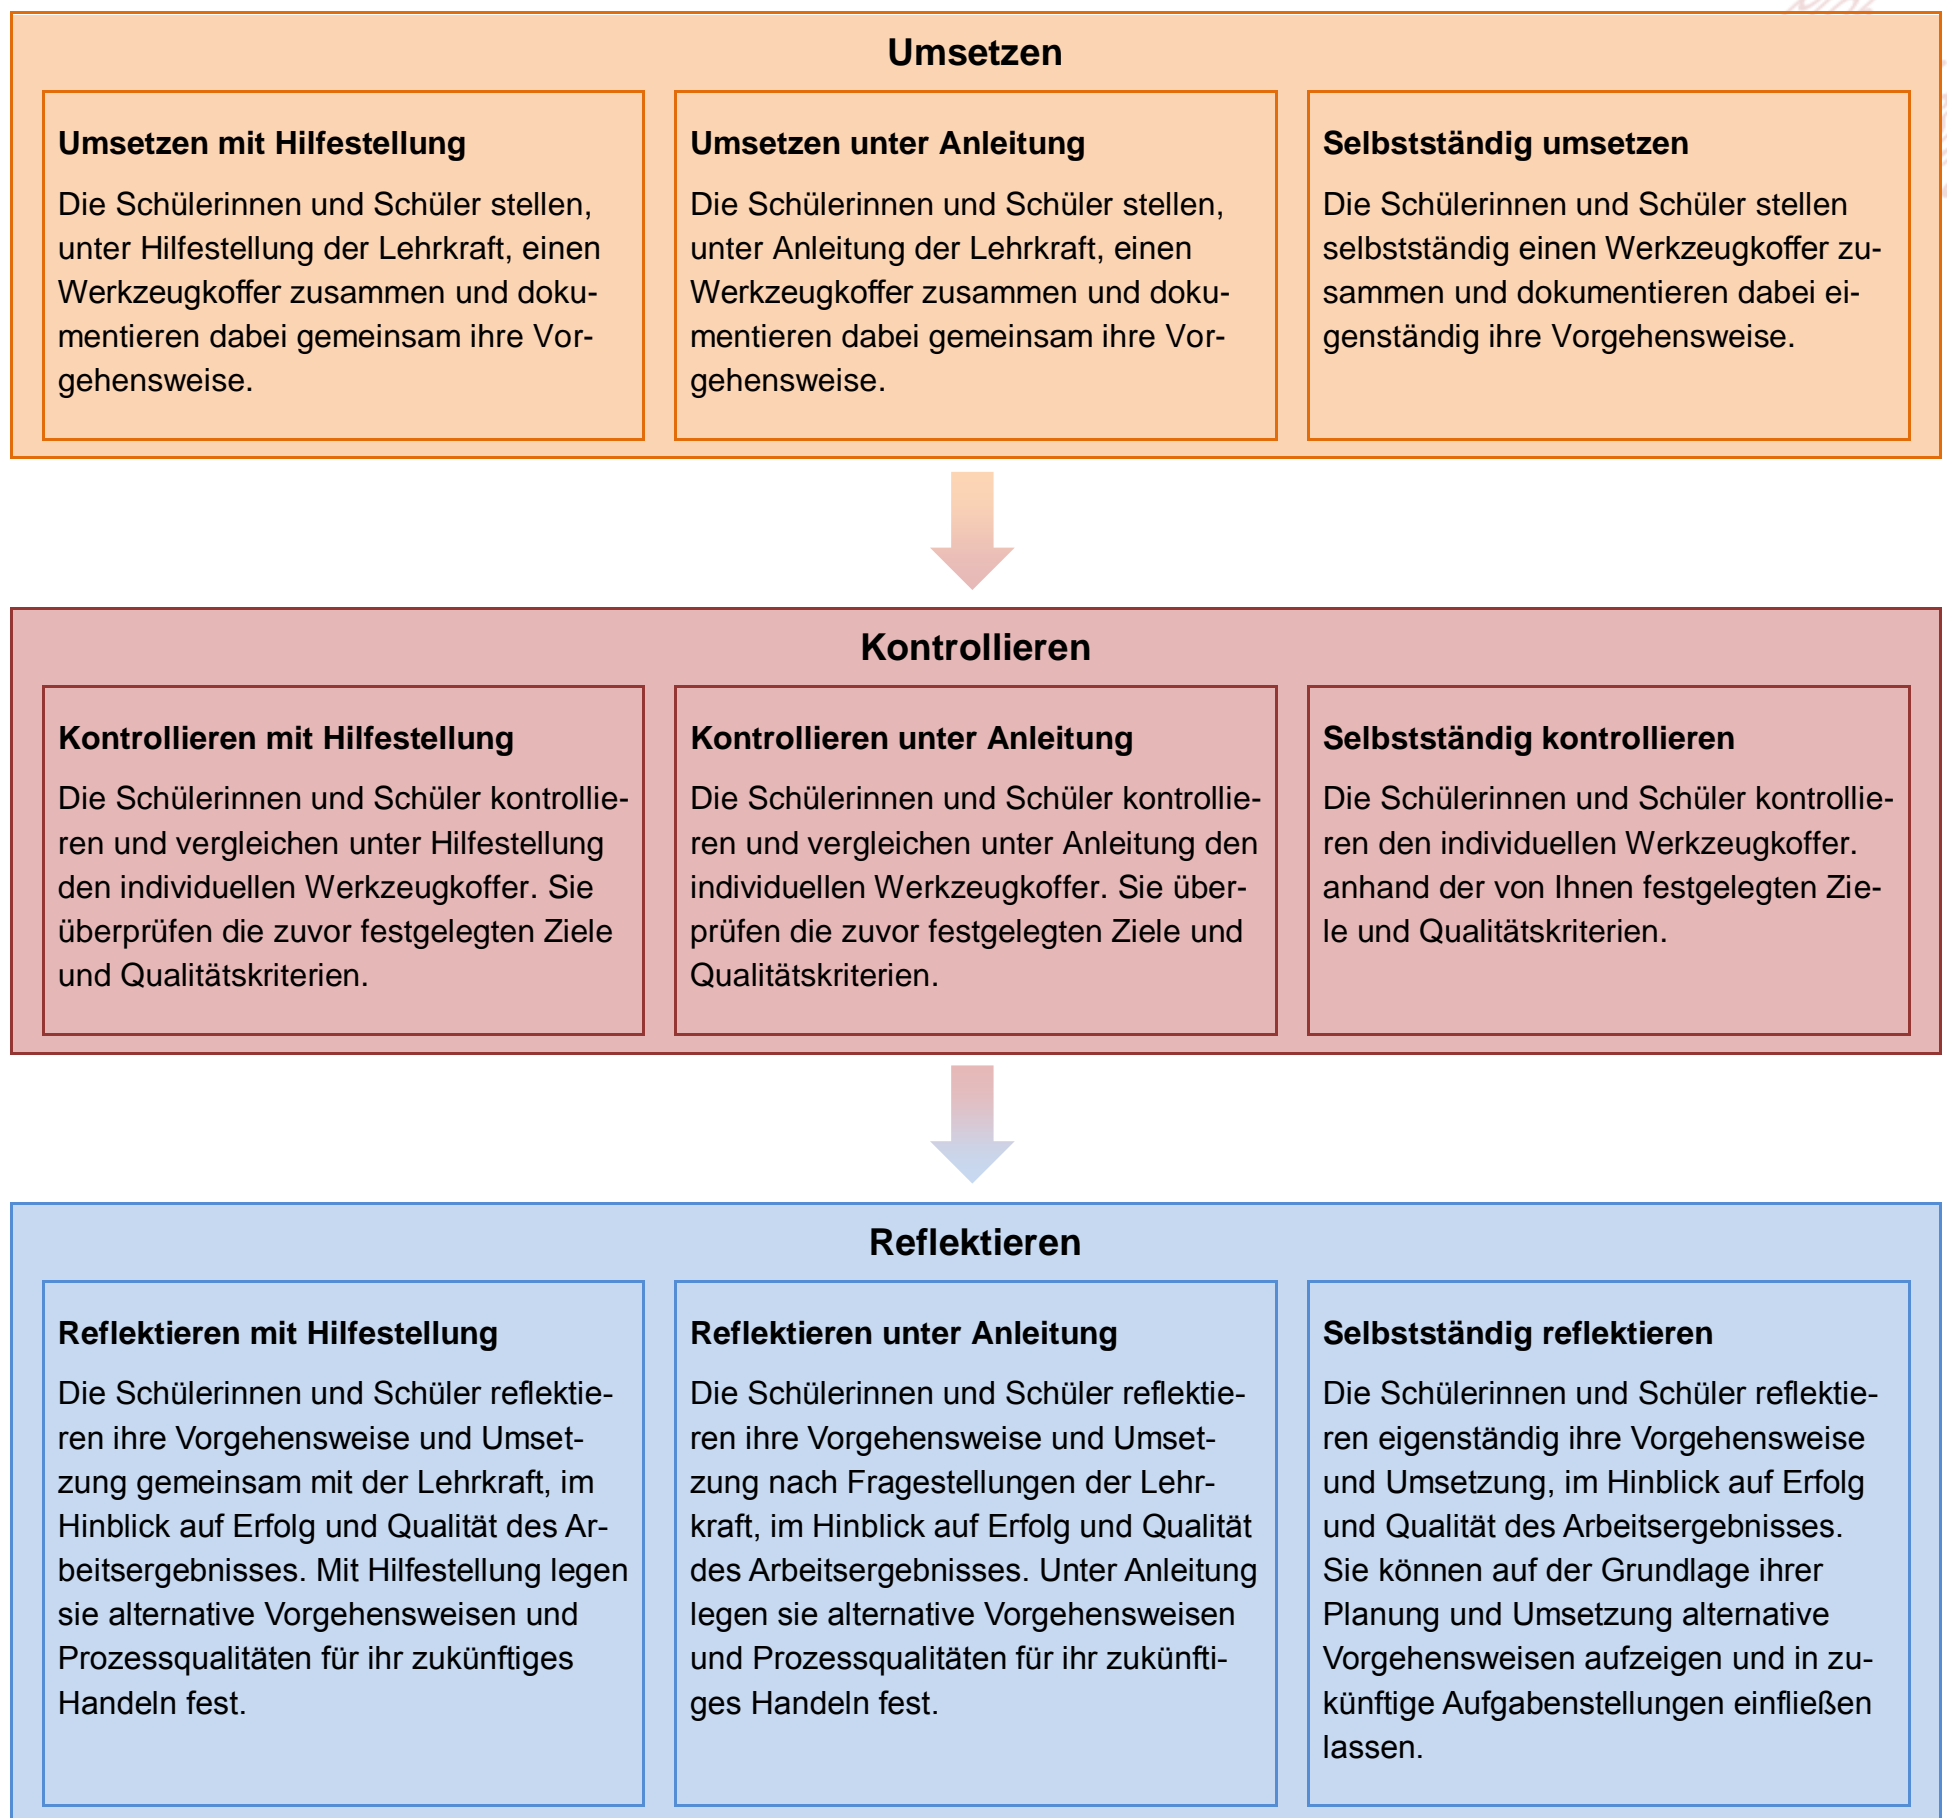 Umsetzen
Umsetzen mit Hilfestellung
Die Schülerinnen und Schüler stellen,
unter Hilfestellung der Lehrkraft, einen
Werkzeugkoffer zusammen und doku-
mentieren dabei gemeinsam ihre Vor-
gehensweise.
Umsetzen unter Anleitung
Die Schülerinnen und Schüler stellen,
unter Anleitung der Lehrkraft, einen
Werkzeugkoffer zusammen und doku-
mentieren dabei gemeinsam ihre Vor-
gehensweise.
Selbstständig umsetzen
Die Schülerinnen und Schüler stellen
selbstständig einen Werkzeugkoffer zu-
sammen und dokumentieren dabei ei-
genständig ihre Vorgehensweise.
Kontrollieren
Kontrollieren mit Hilfestellung
Die Schülerinnen und Schüler kontrollie-
ren und vergleichen unter Hilfestellung
den individuellen Werkzeugkoffer. Sie
überprüfen die zuvor festgelegten Ziele
und Qualitätskriterien.
Kontrollieren unter Anleitung
Die Schülerinnen und Schüler kontrollie-
ren und vergleichen unter Anleitung den
individuellen Werkzeugkoffer. Sie über-
prüfen die zuvor festgelegten Ziele und
Qualitätskriterien.
Selbstständig kontrollieren
Die Schülerinnen und Schüler kontrollie-
ren den individuellen Werkzeugkoffer.
anhand der von Ihnen festgelegten Zie-
le und Qualitätskriterien.
Reflektieren
Reflektieren mit Hilfestellung
Die Schülerinnen und Schüler reflektie-
ren ihre Vorgehensweise und Umset-
zung gemeinsam mit der Lehrkraft, im
Hinblick auf Erfolg und Qualität des Ar-
beitsergebnisses. Mit Hilfestellung legen
sie alternative Vorgehensweisen und
Prozessqualitäten für ihr zukünftiges
Handeln fest.
Reflektieren unter Anleitung
Die Schülerinnen und Schüler reflektie-
ren ihre Vorgehensweise und Umset-
zung nach Fragestellungen der Lehr-
kraft, im Hinblick auf Erfolg und Qualität
des Arbeitsergebnisses. Unter Anleitung
legen sie alternative Vorgehensweisen
und Prozessqualitäten für ihr zukünfti-
ges Handeln fest.
Selbstständig reflektieren
Die Schülerinnen und Schüler reflektie-
ren eigenständig ihre Vorgehensweise
und Umsetzung, im Hinblick auf Erfolg
und Qualität des Arbeitsergebnisses.
Sie können auf der Grundlage ihrer
Planung und Umsetzung alternative
Vorgehensweisen aufzeigen und in zu-
künftige Aufgabenstellungen einfließen
lassen.